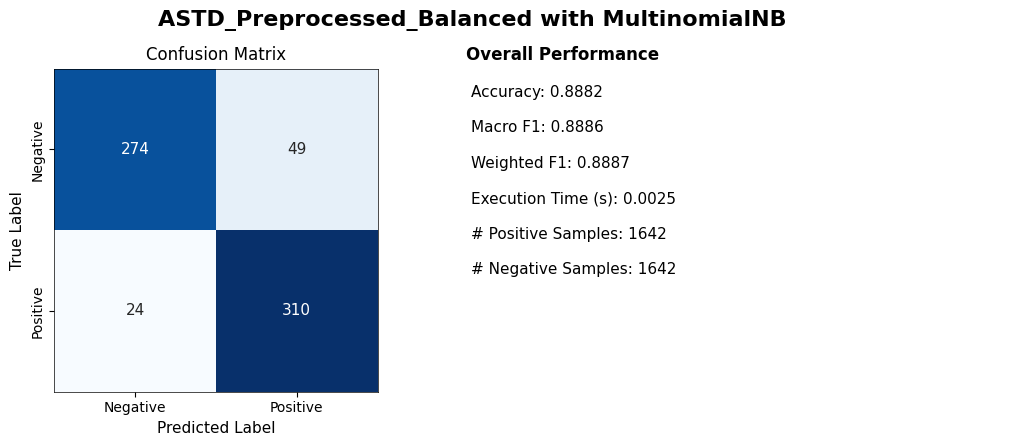 ASTD_Preprocessed_Balanced with MultinomialNB
Confusion Matrix
True Label
Negative
Positive
274
49
24
310
Negative
Positive
Predicted Label
Overall Performance
Accuracy: 0.8882
Macro F1: 0.8886
Weighted F1: 0.8887
Execution Time (s): 0.0025
# Positive Samples: 1642
# Negative Samples: 1642